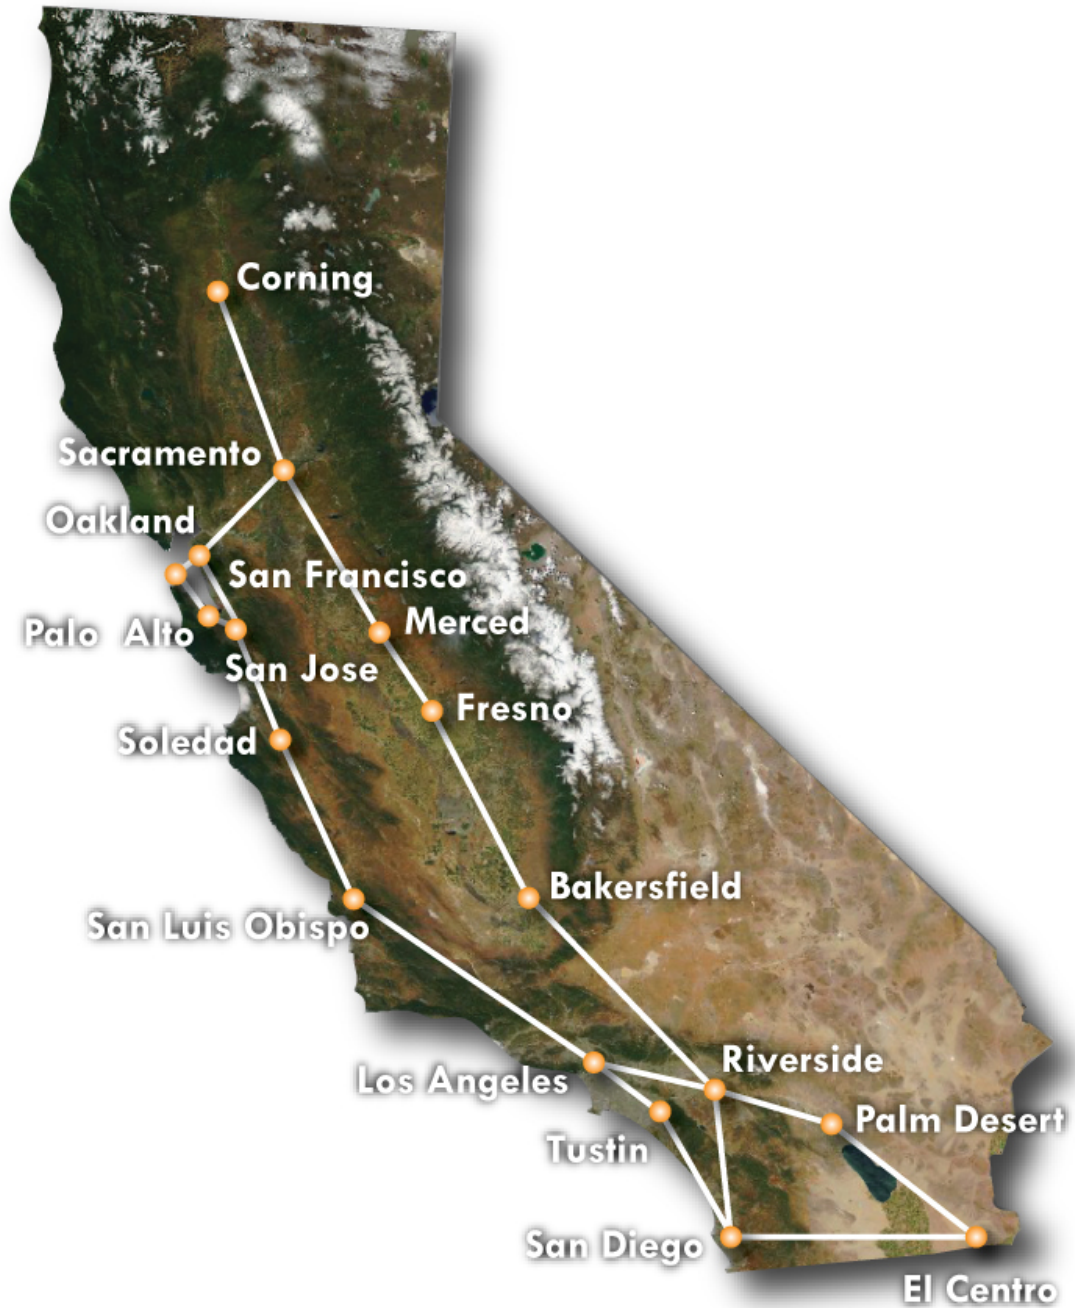 Corning
Sacramento
Oakland
San Francisco
Palo Alto
Merced
San Jose
Fresno
Soledad
Bakersfield
San Luis Obispo
Riverside
Los Angeles
Palm Desert
Tustin
San Diego
El Centro